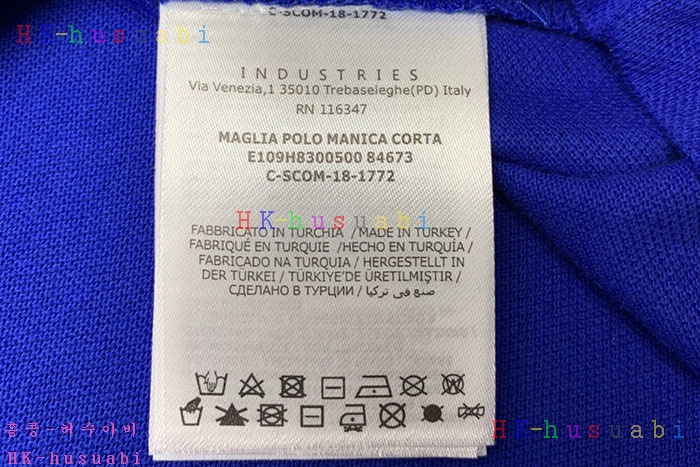 C-SCOM-18-1772
HK-husuabi
INDUSTRIES
Via Venezia,1 35010 Trebaseleghe(PD) Italy
RN 116347
MAGLIA POLO MANICA CORTA
E109H8300500 84673
C-SCOM-18-1772
HK-husuabi
FABBRICATO IN TURCHIA /MADE IN TURKEY/
FABRIQUÉ EN TURQUIE /HECHO EN TURQUÍA/
FABRICADO NA TURQUIA / HERGESTELLT IN
DER TÜRKEI / TÜRKİYE'DE ÜRETILMIŞTIR /
СДЕЛАНО В ТУРЦИИ / صنع في تركيا
홍콩-허수아비
HK-husuabi
HK-husuabi